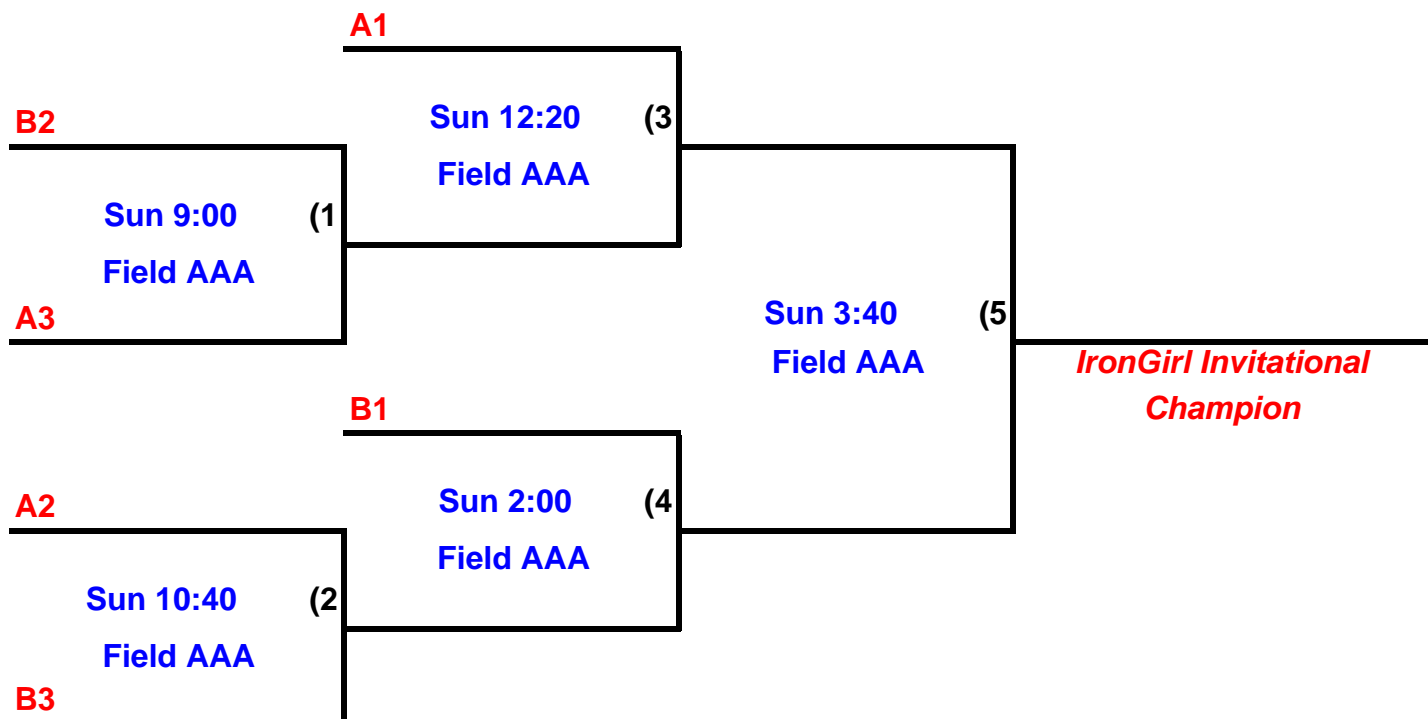 A1
B2
Sun 12:20 (3
Field AAA
Sun 9:00 (1
Field AAA
A3
Sun 3:40 (5
Field AAA
IronGirl Invitational
Champion
B1
A2
Sun 2:00 (4
Field AAA
Sun 10:40 (2
Field AAA
B3